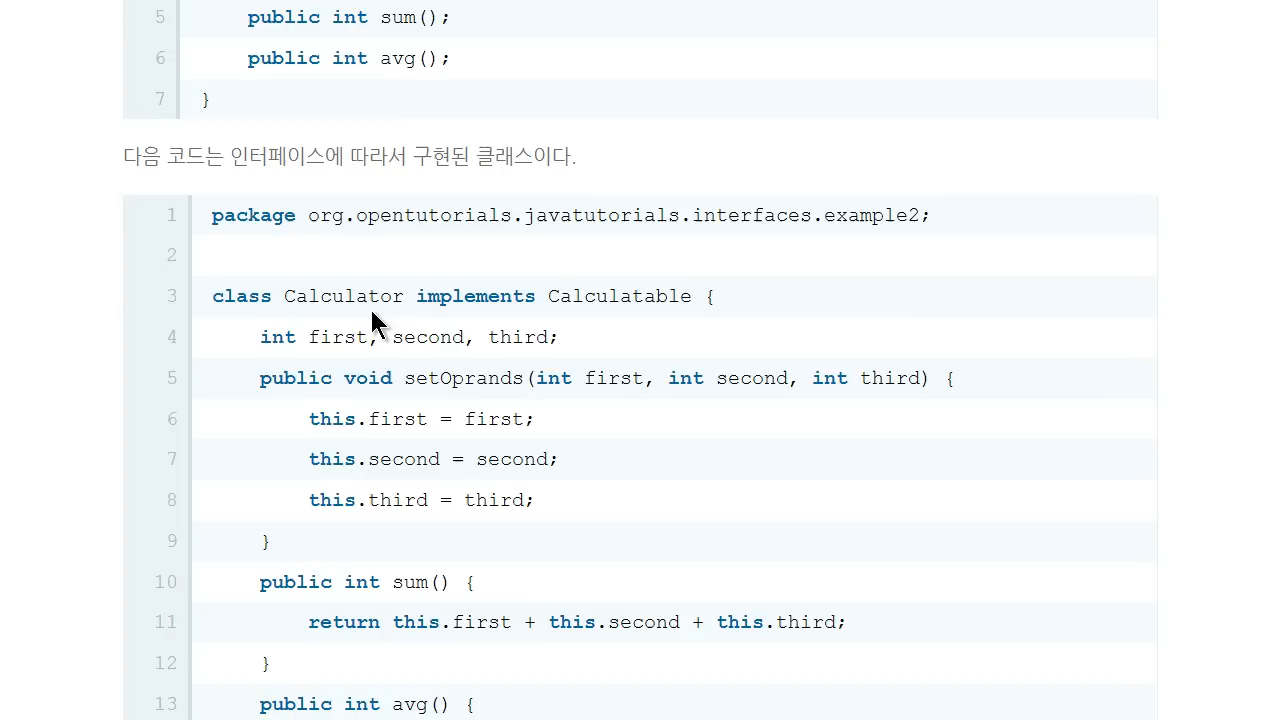 5 public int sum();
6 public int avg();
7 }
다음 코드는 인터페이스에 따라서 구현된 클래스이다.
1 package org.opentutorials.javatutorials.interfaces.example2;
2
3 class Calculator implements Calculatable {
4 int first, second, third;
5 public void setOprands(int first, int second, int third) {
6 this.first = first;
7 this.second = second;
8 this.third = third;
9 }
10 public int sum() {
11 return this.first + this.second + this.third;
12 }
13 public int avg() {